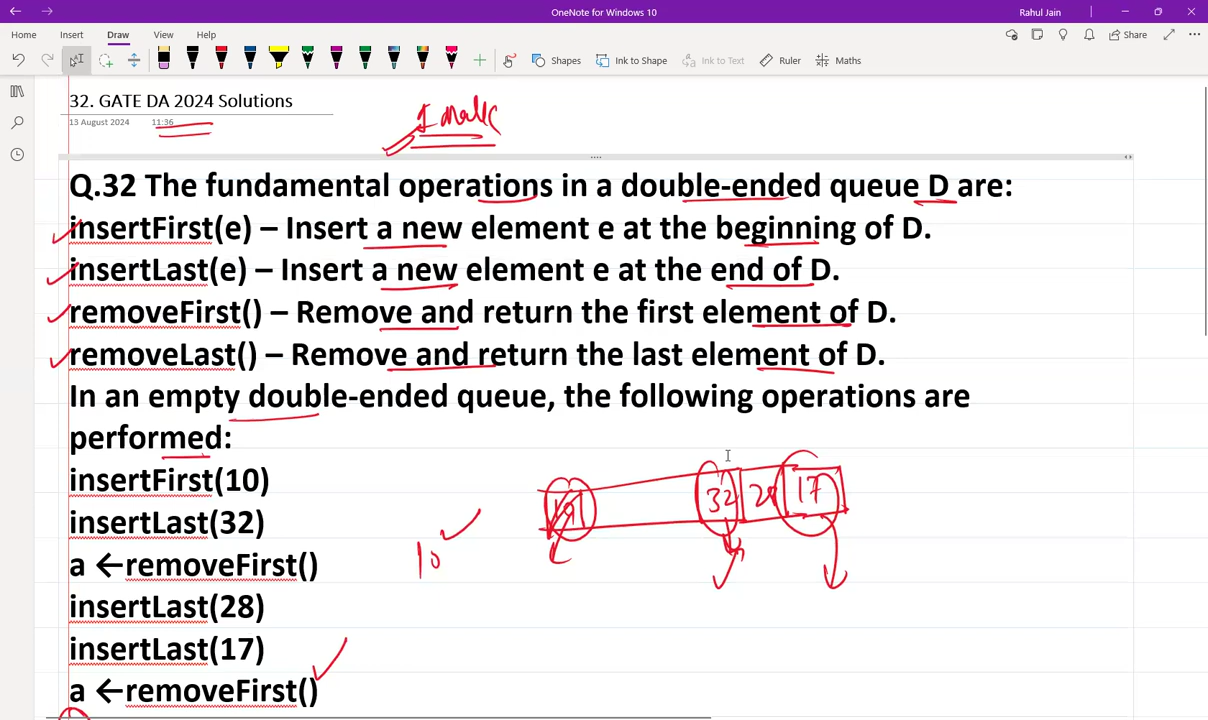 OneNote for Windows 10
Rahul Jain
Home Insert Draw View Help
Share
Shapes Ink to Shape Ink to Text Ruler Maths
32. GATE DA 2024 Solutions
13 August 2024 11:36
1 mark
Q.32 The fundamental operations in a double-ended queue D are:
insertFirst(e) – Insert a new element e at the beginning of D.
insertLast(e) – Insert a new element e at the end of D.
removeFirst() – Remove and return the first element of D.
removeLast() – Remove and return the last element of D.
In an empty double-ended queue, the following operations are
performed:
insertFirst(10)
32 28 17
insertLast(32)
10
a ←removeFirst()
insertLast(28)
insertLast(17)
a ←removeFirst()